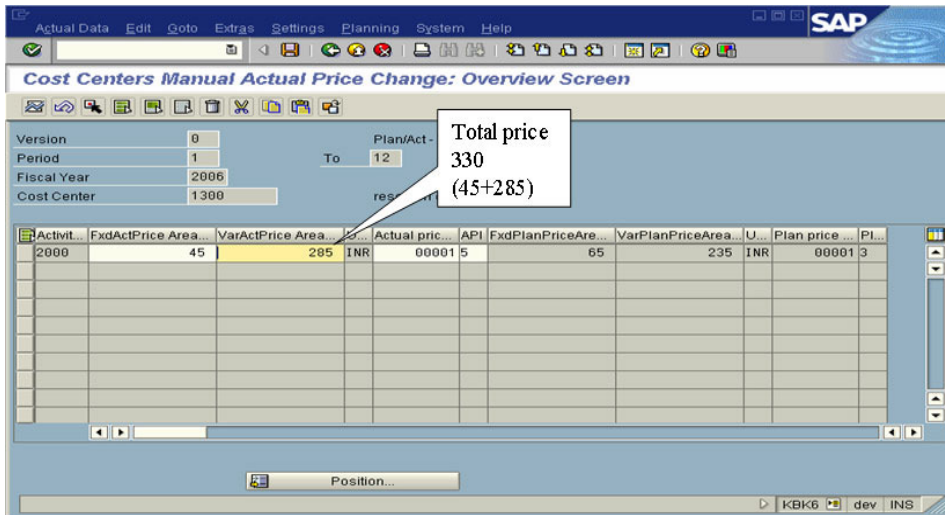 Actual Data Edit Goto Extras Settings Planning System Help
SAP
Cost Centers Manual Actual Price Change: Overview Screen
Version 0 Plan/Act -
Period 1 To 12
Fiscal Year 2006
Cost Center 1300
Total price
330
(45+285)
Activit... FxdActPrice Area... VarActPrice Area... Actual pric... API FxdPlanPriceAre... VarPlanPriceArea... U... Plan price ... Pl...
2000 45 285 INR 00001 5 65 235 INR 00001 3
Position...
KBK6 dev INS